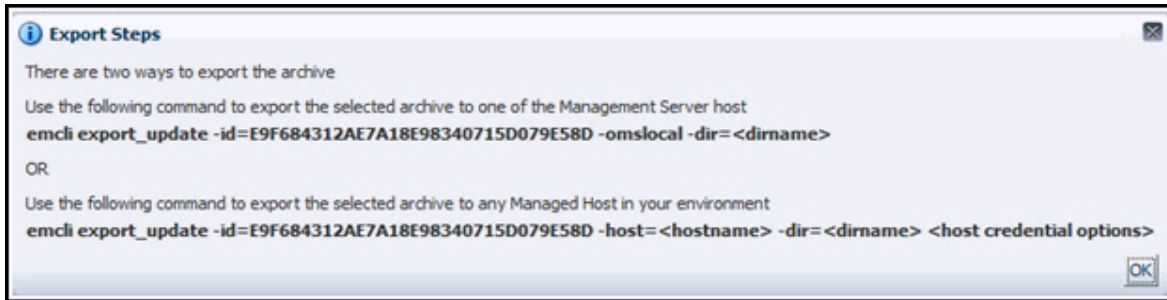 Export Steps
There are two ways to export the archive
Use the following command to export the selected archive to one of the Management Server host
emcli export_update -id=E9F684312AE7A18E98340715D079E58D -omslocal -dir=<dirname>
OR
Use the following command to export the selected archive to any Managed Host in your environment
emcli export_update -id=E9F684312AE7A18E98340715D079E58D -host=<hostname> -dir=<dirname> <host credential options>
OK